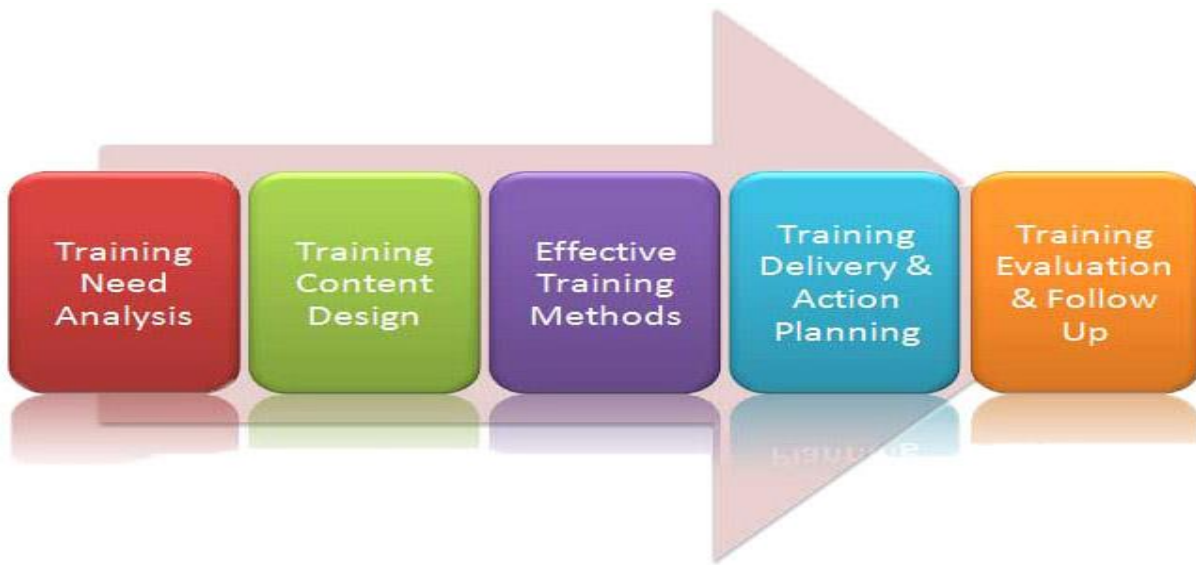 Training
Need
Analysis
Training
Content
Design
Effective
Training
Methods
Training
Delivery &
Action
Planning
Training
Evaluation
& Follow
Up